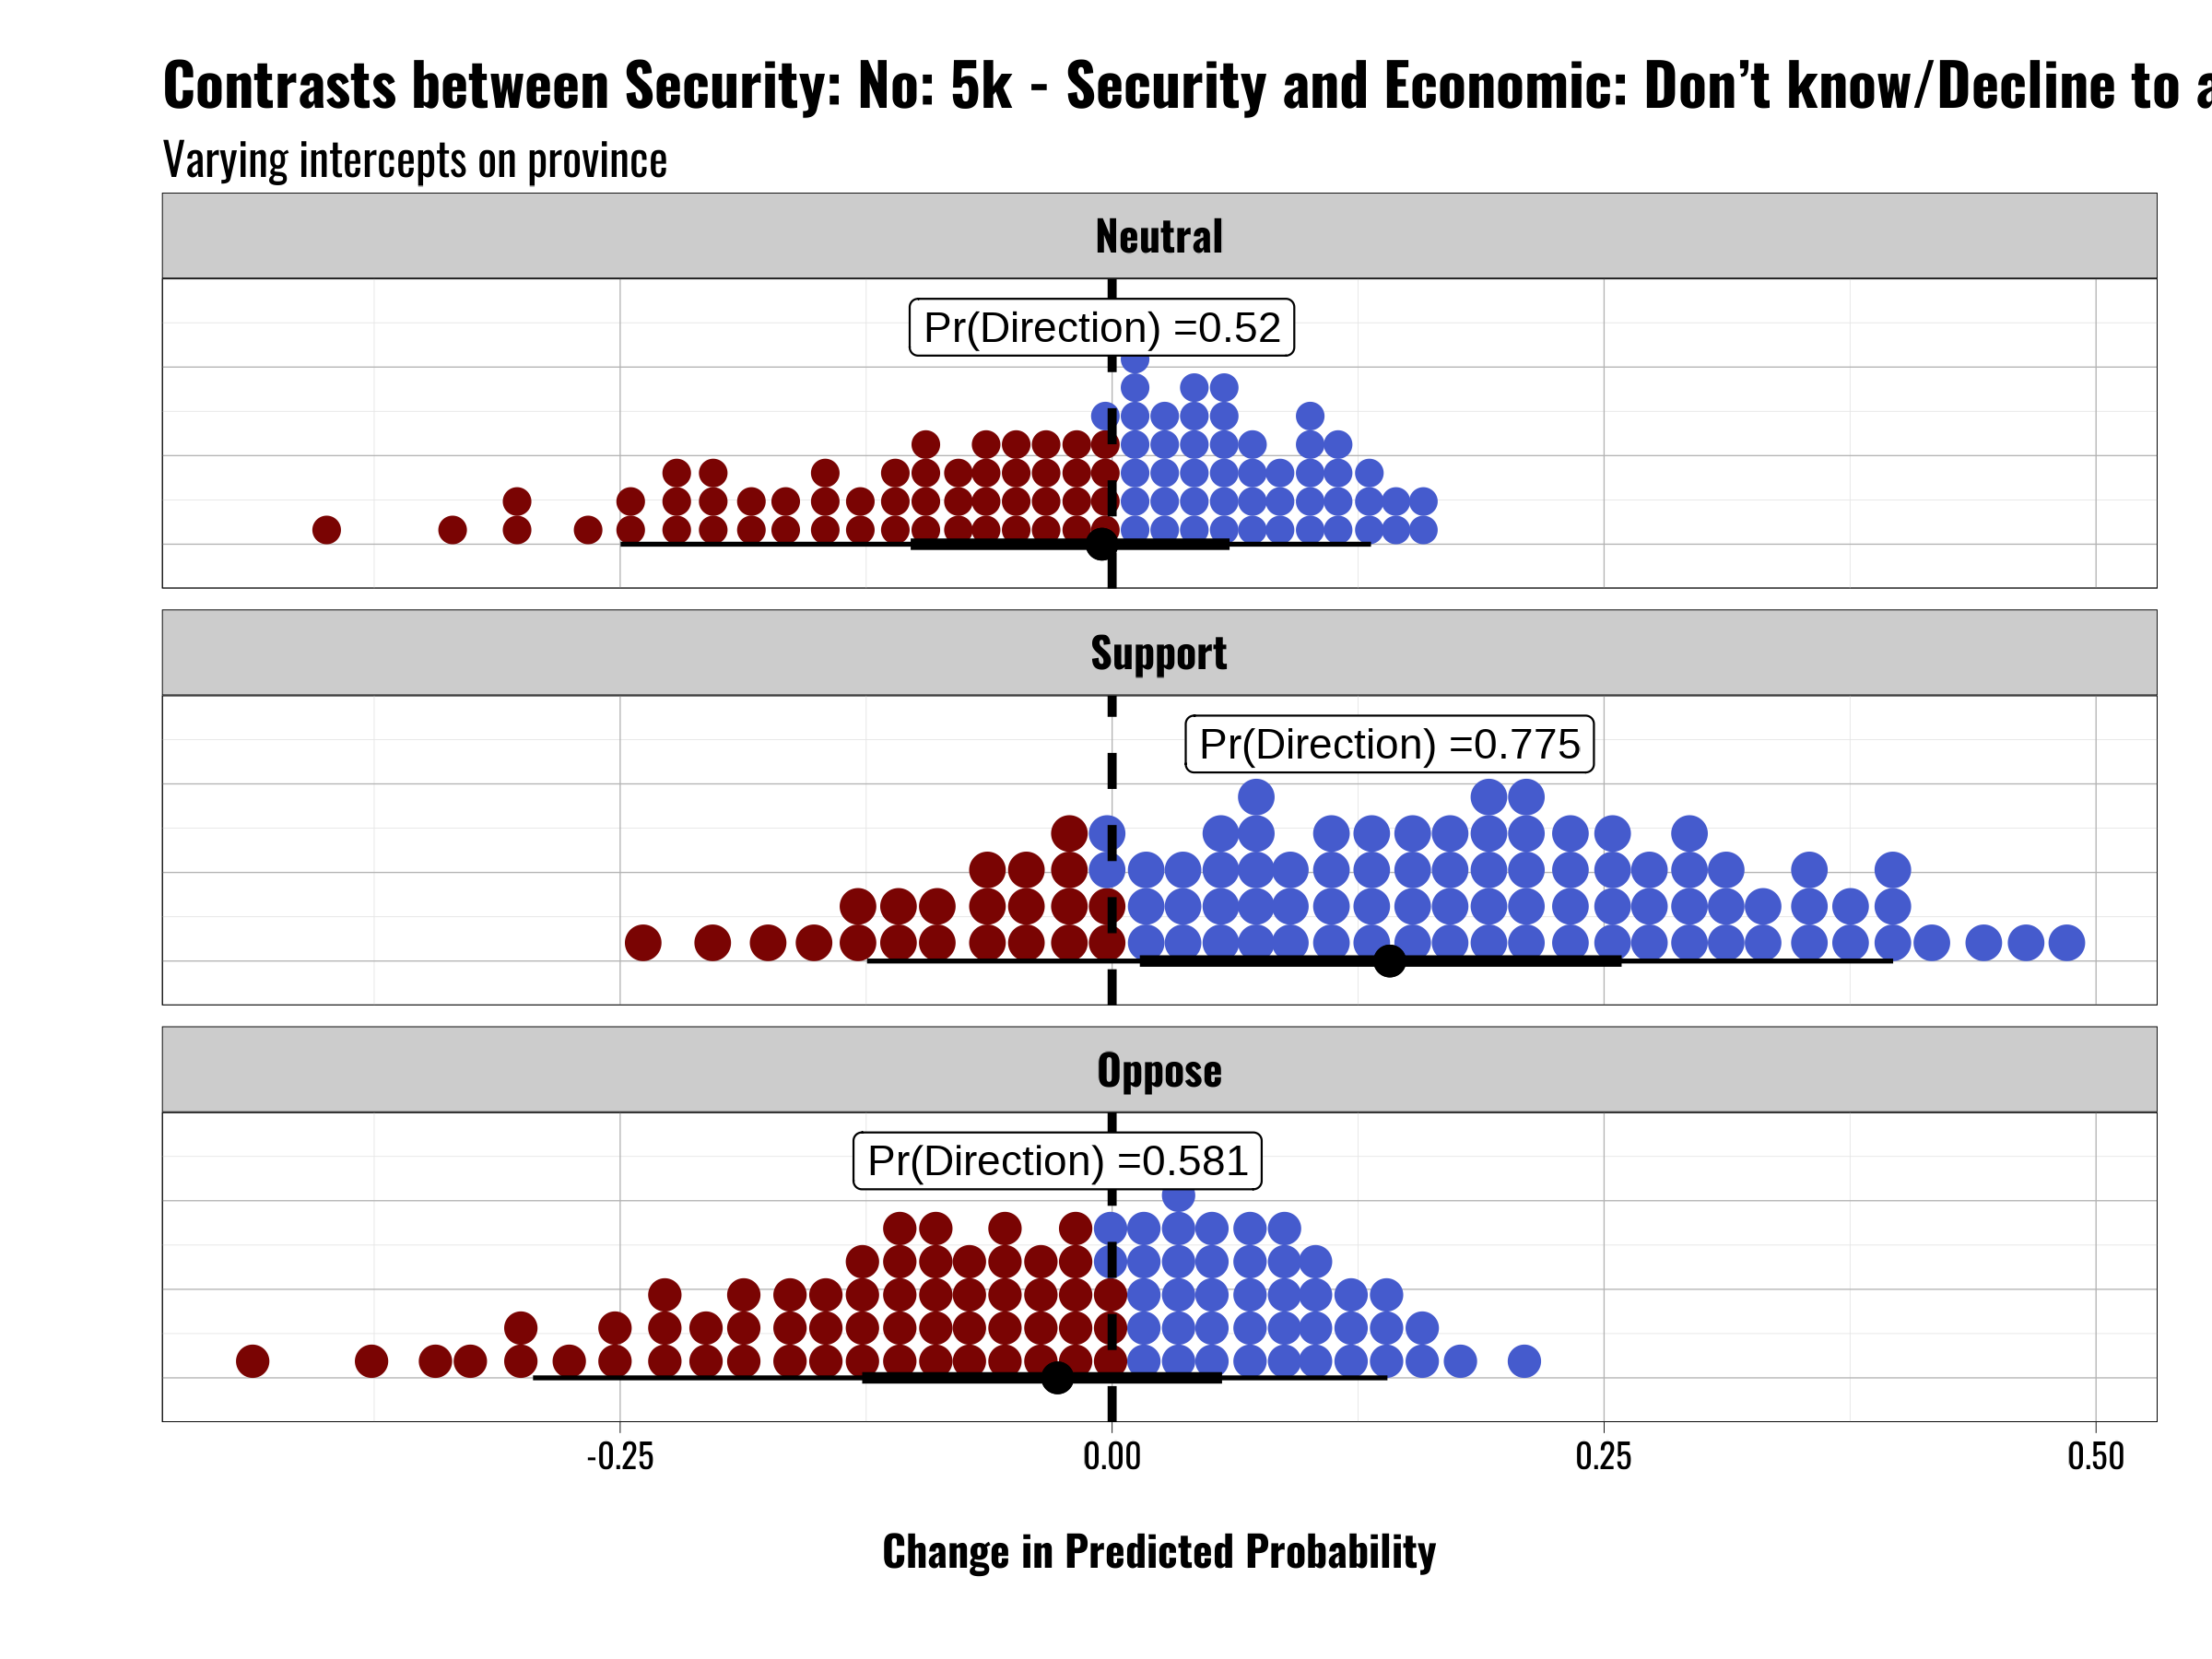 Contrasts between Security: No: 5k - Security and Economic: Don’t know/Decline to
Varying intercepts on province
Neutral
Pr(Direction) =0.52
Support
Pr(Direction) =0.775
Oppose
Pr(Direction) =0.581
-0.25 0.00 0.25 0.50
Change in Predicted Probability